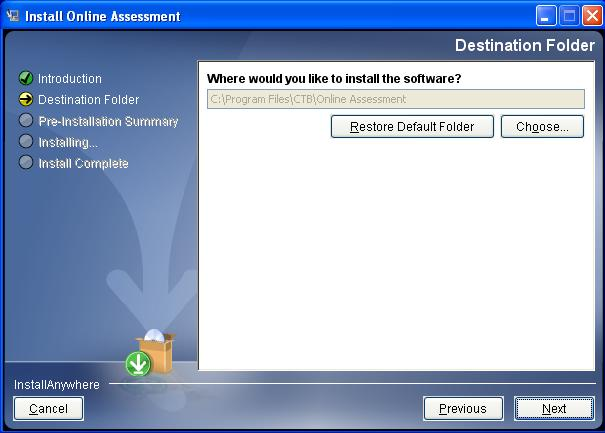 Install Online Assessment
Destination Folder
Introduction
Destination Folder
Pre-Installation Summary
Installing...
Install Complete
Where would you like to install the software?
C:\Program Files\CTB\Online Assessment
Restore Default Folder
Choose...
InstallAnywhere
Cancel
Previous
Next